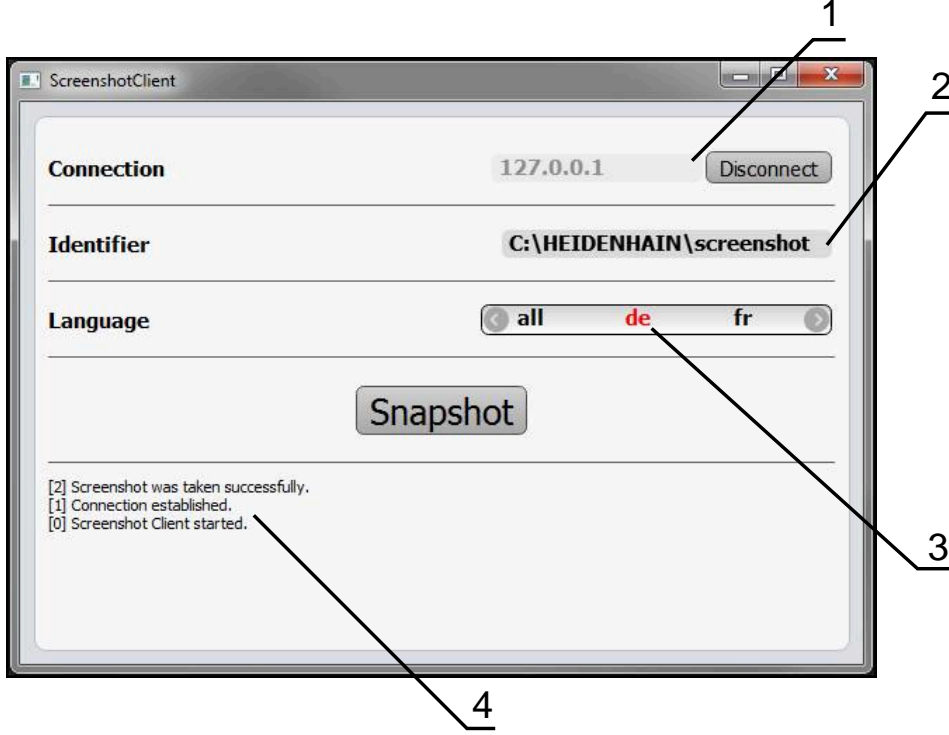 1
ScreenshotClient
2
Connection 127.0.0.1 Disconnect
Identifier C:\HEIDENHAIN\screenshot
Language all de fr
Snapshot
[2] Screenshot was taken successfully.
[1] Connection established.
[0] Screenshot Client started.
3
4